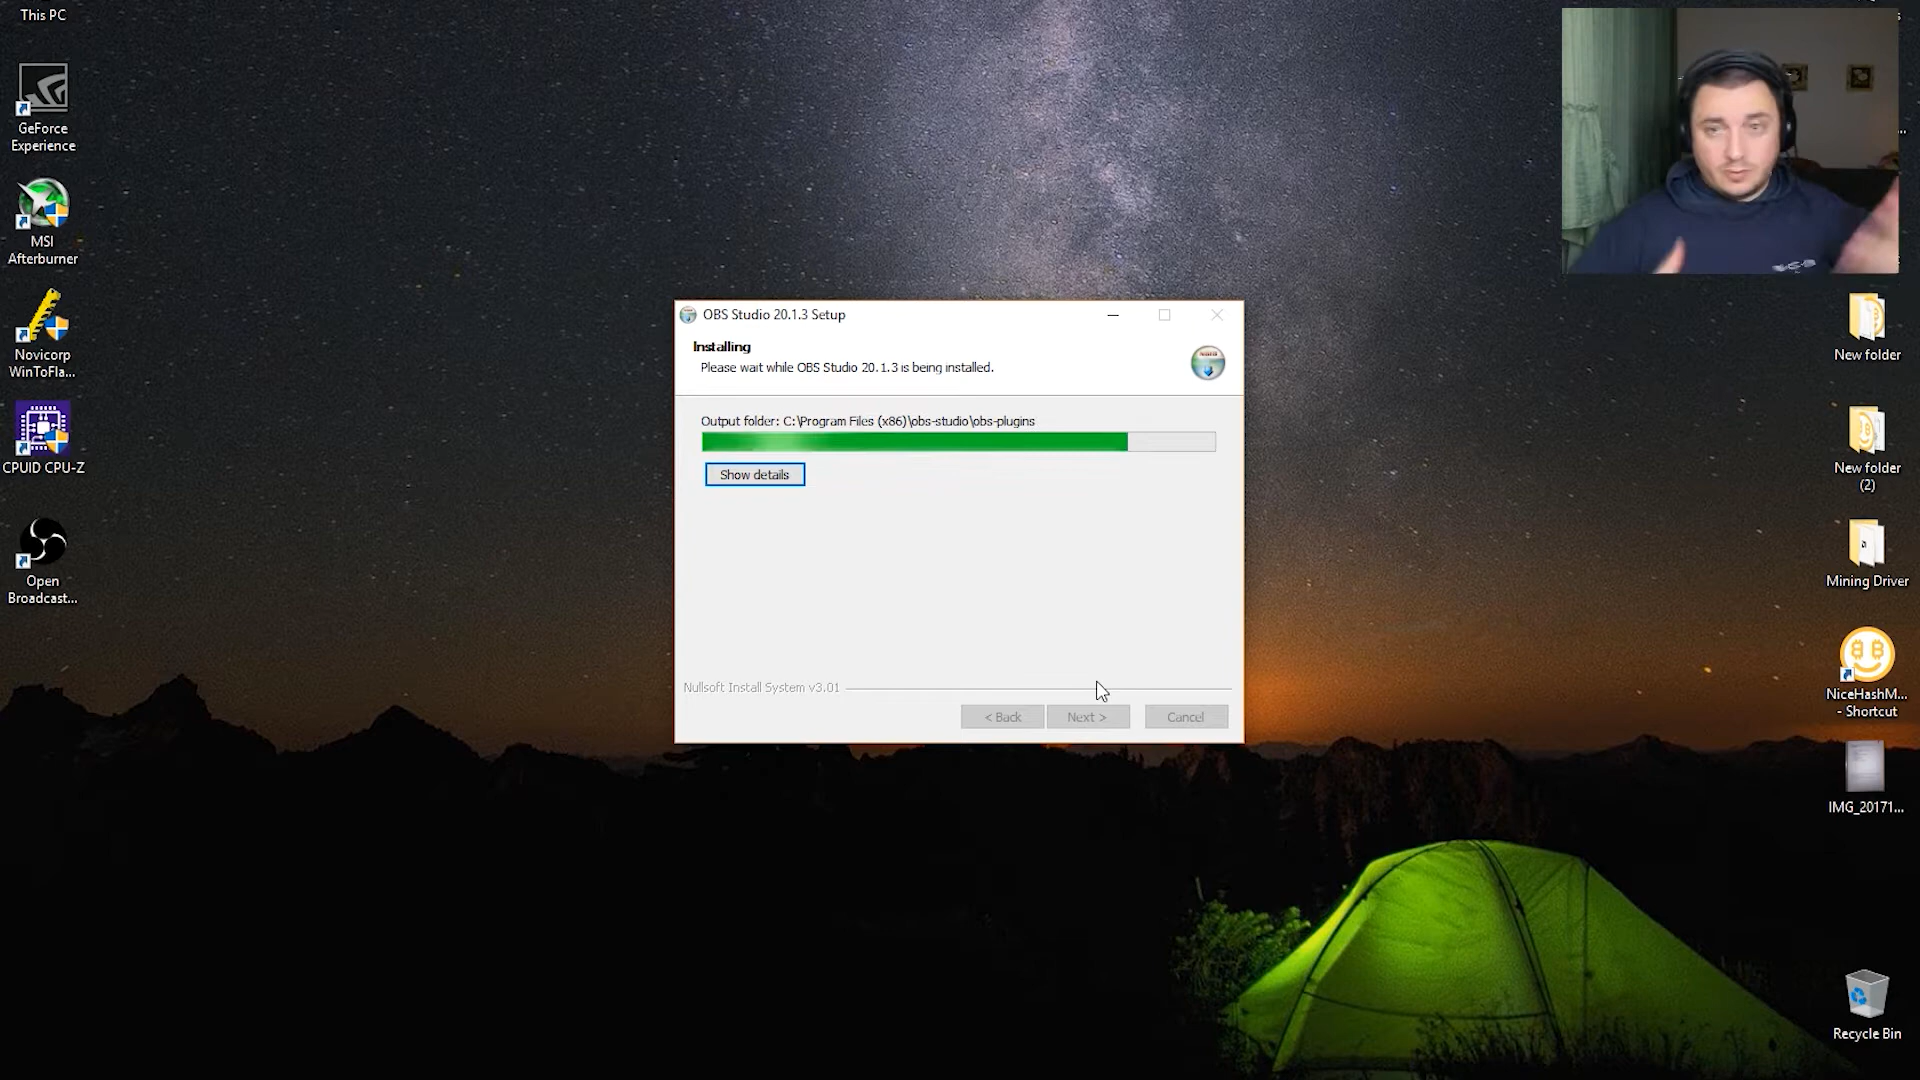 This PC
GeForce
Experience
MSI
Afterburner
Novicorp
WinToFla...
CPUID CPU-Z
Open
Broadcast...
OBS Studio 20.1.3 Setup
Installing
Please wait while OBS Studio 20.1.3 is being installed.
Output folder: C:\Program Files (x86)\obs-studio\obs-plugins
Show details
Nullsoft Install System v3.01
< Back
Next >
Cancel
New folder
New folder
(2)
Mining Driver
NiceHashM...
- Shortcut
IMG_20171...
Recycle Bin